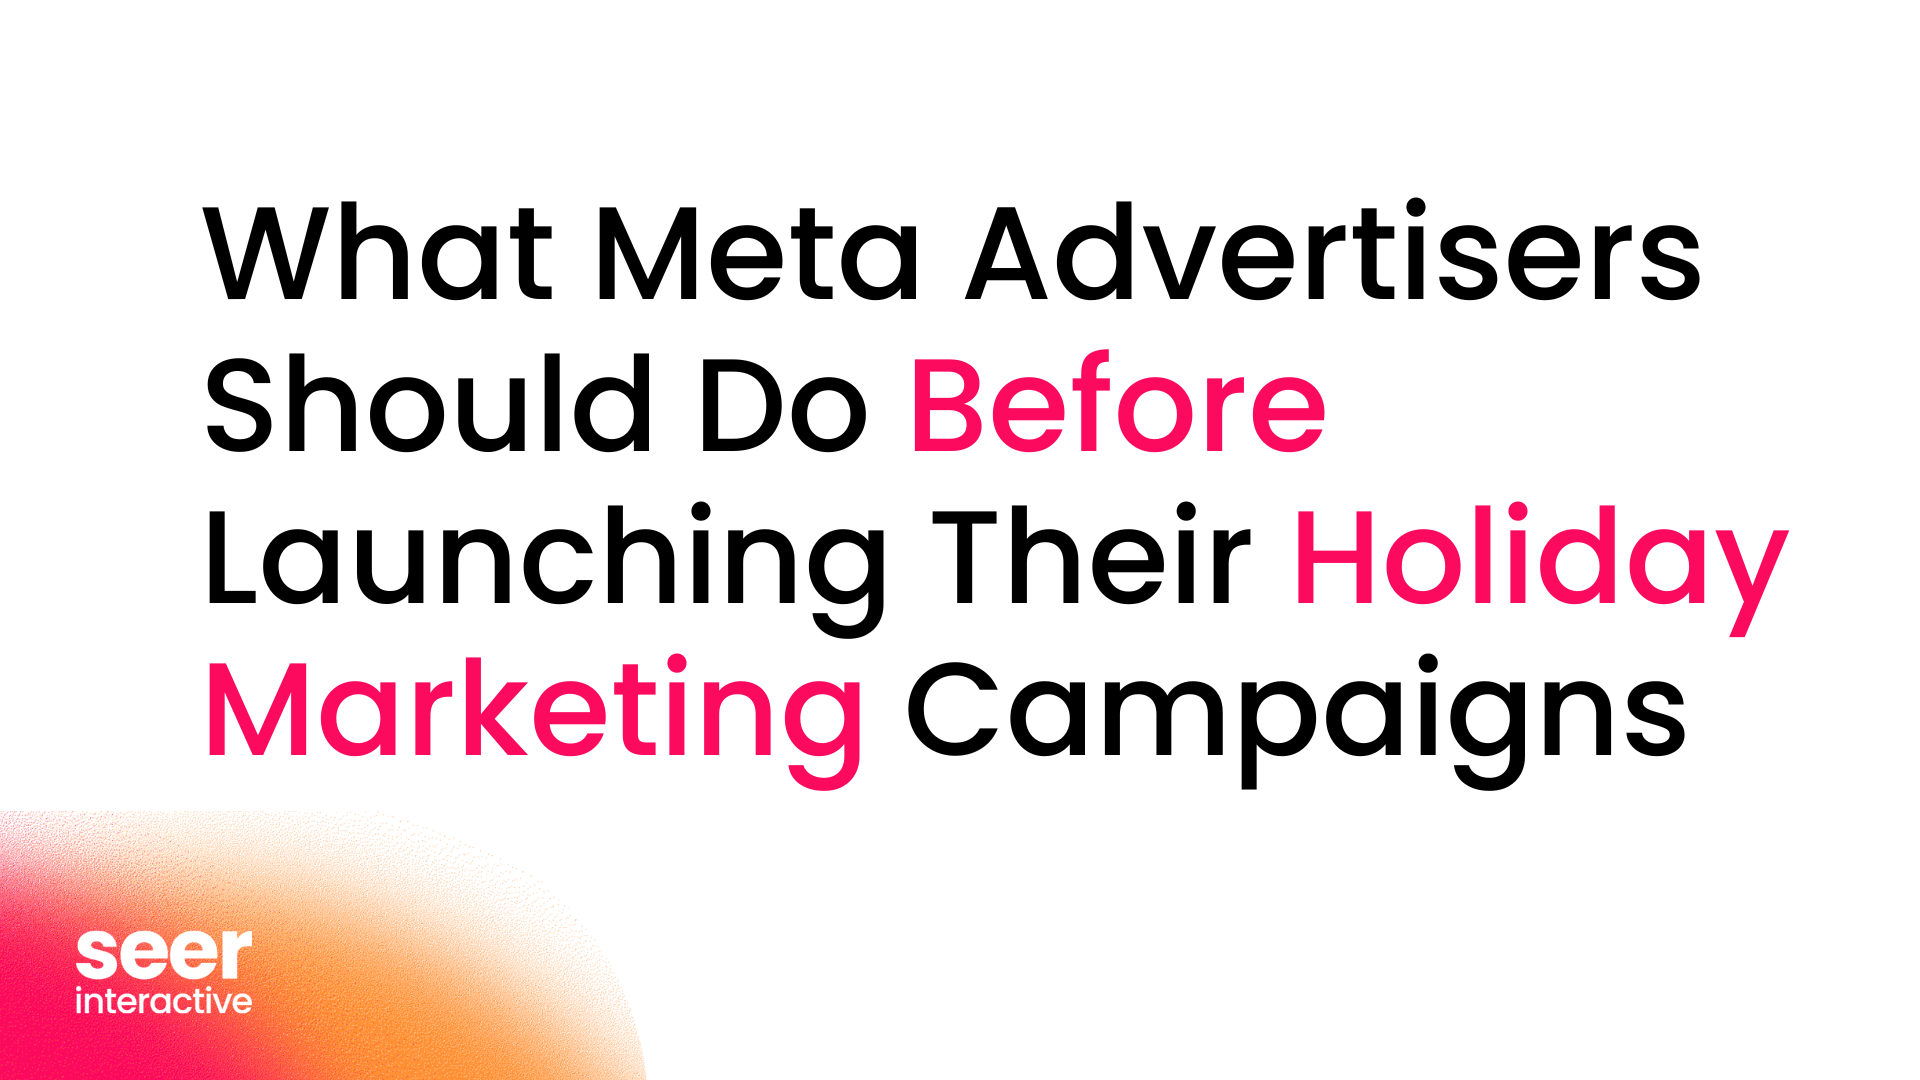 What Meta Advertisers
Should Do Before
Launching Their Holiday
Marketing Campaigns
seer
interactive